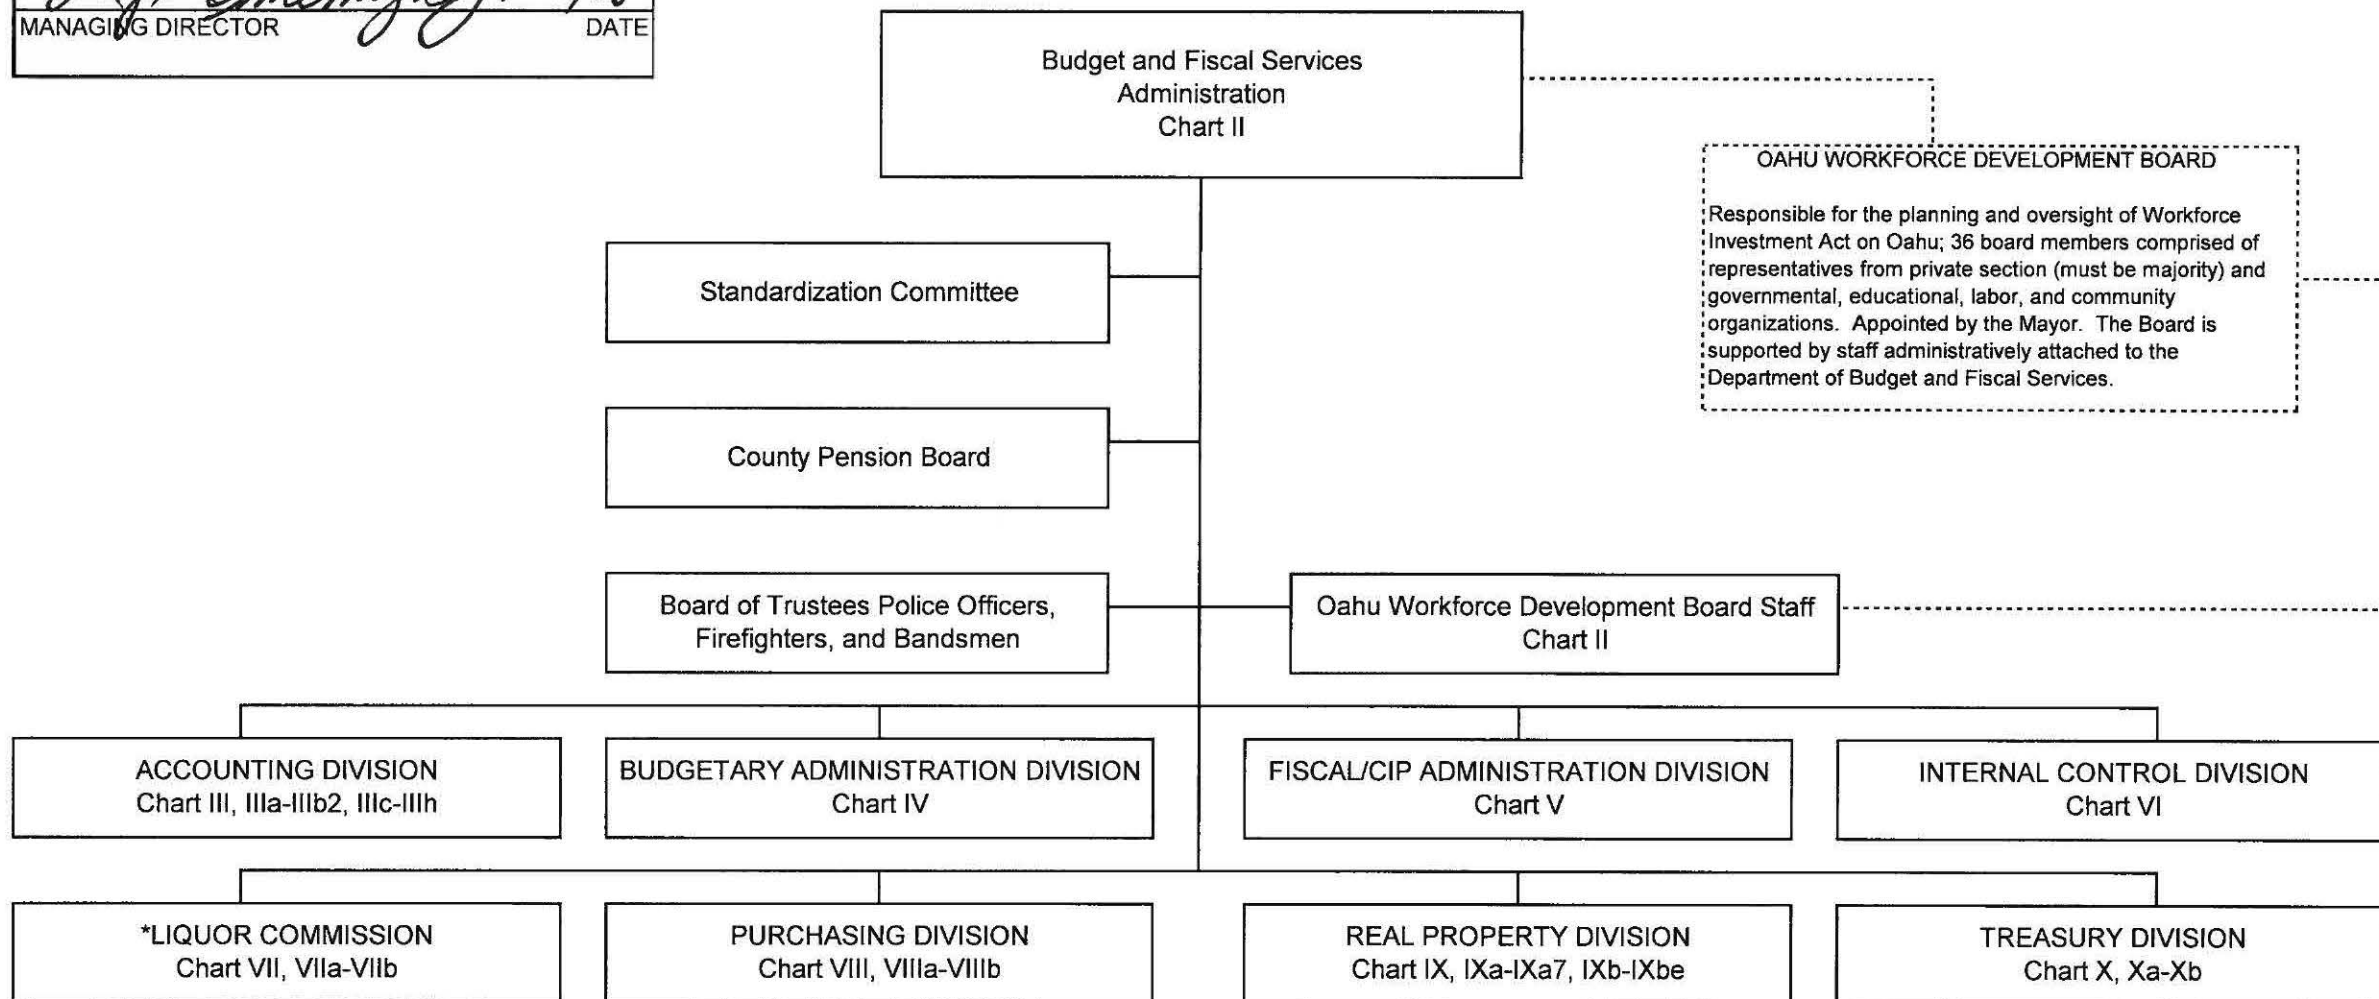 MANAGING DIRECTOR DATE
Budget and Fiscal Services
Administration
Chart II
OAHU WORKFORCE DEVELOPMENT BOARD
Responsible for the planning and oversight of Workforce
Investment Act on Oahu; 36 board members comprised of
representatives from private section (must be majority) and
governmental, educational, labor, and community
organizations. Appointed by the Mayor. The Board is
supported by staff administratively attached to the
Department of Budget and Fiscal Services.
Standardization Committee
County Pension Board
Board of Trustees Police Officers,
Firefighters, and Bandsmen
Oahu Workforce Development Board Staff
Chart II
ACCOUNTING DIVISION
Chart III, IIIa-IIIb2, IIIc-IIIh
BUDGETARY ADMINISTRATION DIVISION
Chart IV
FISCAL/CIP ADMINISTRATION DIVISION
Chart V
INTERNAL CONTROL DIVISION
Chart VI
*LIQUOR COMMISSION
Chart VII, VIIa-VIIb
PURCHASING DIVISION
Chart VIII, VIIIa-VIIIb
REAL PROPERTY DIVISION
Chart IX, IXa-IXa7, IXb-IXbe
TREASURY DIVISION
Chart X, Xa-Xb